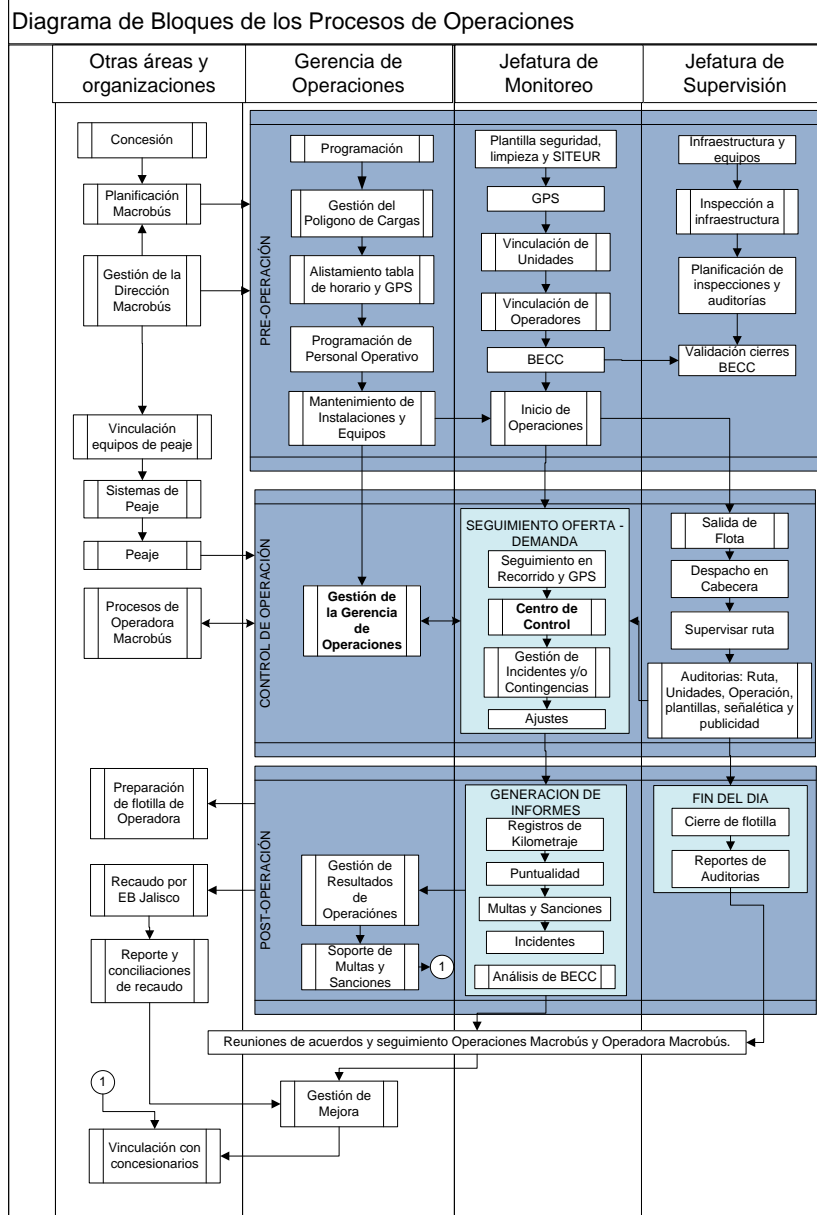 Diagrama de Bloques de los Procesos de Operaciones
Otras áreas y
organizaciones
Gerencia de
Operaciones
Jefatura de
Monitoreo
Jefatura de
Supervisión
Concesión
Planificación
Macrobús
Gestión de la
Dirección
Macrobús
Vinculación
equipos de peaje
Sistemas de
Peaje
Peaje
Procesos de
Operadora
Macrobús
Preparación
de flotilla de
Operadora
Recaudo por
EB Jalisco
Reporte y
conciliaciones
de recaudo
1
Vinculación con
concesionarios
PRE-OPERACIÓN
Programación
Gestión del
Poligono de Cargas
Alistamiento tabla
de horario y GPS
Programación de
Personal Operativo
Mantenimiento de
Instalaciones y
Equipos
Plantilla seguridad,
limpieza y SITEUR
GPS
Vinculación de
Unidades
Vinculación de
Operadores
BECC
Inicio de
Operaciones
Infraestructura y
equipos
Inspección a
infraestructura
Planificación de
inspecciones y
auditorías
Validación cierres
BECC
CONTROL DE OPERACIÓN
Gestión de
la Gerencia
de
Operaciones
SEGUIMIENTO OFERTA -
DEMANDA
Seguimiento en
Recorrido y GPS
Centro de
Control
Gestión de
Incidentes y/o
Contingencias
Ajustes
Salida de
Flota
Despacho en
Cabecera
Supervisar ruta
Auditorias: Ruta,
Unidades, Operación,
plantillas, señalética y
publicidad
POST-OPERACIÓN
Gestión de
Resultados
de
Operaciónes
Soporte de
Multas y
Sanciones
1
GENERACION DE
INFORMES
Registros de
Kilometraje
Puntualidad
Multas y Sanciones
Incidentes
Análisis de BECC
FIN DEL DIA
Cierre de flotilla
Reportes de
Auditorias
Reuniones de acuerdos y seguimiento Operaciones Macrobús y Operadora Macrobús.
Gestión de
Mejora